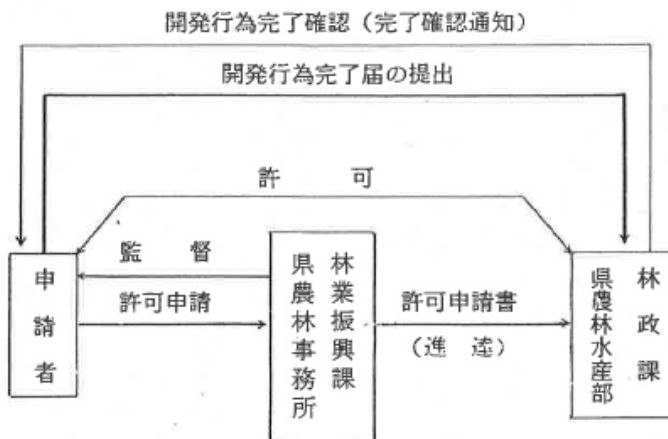 開発行為完了確認（完了確認通知）
開発行為完了届の提出
許　可
監　督
許可申請
許可申請書
（進達）
申請者
林業振興課
県農林事務所
林政課
県農林水産部